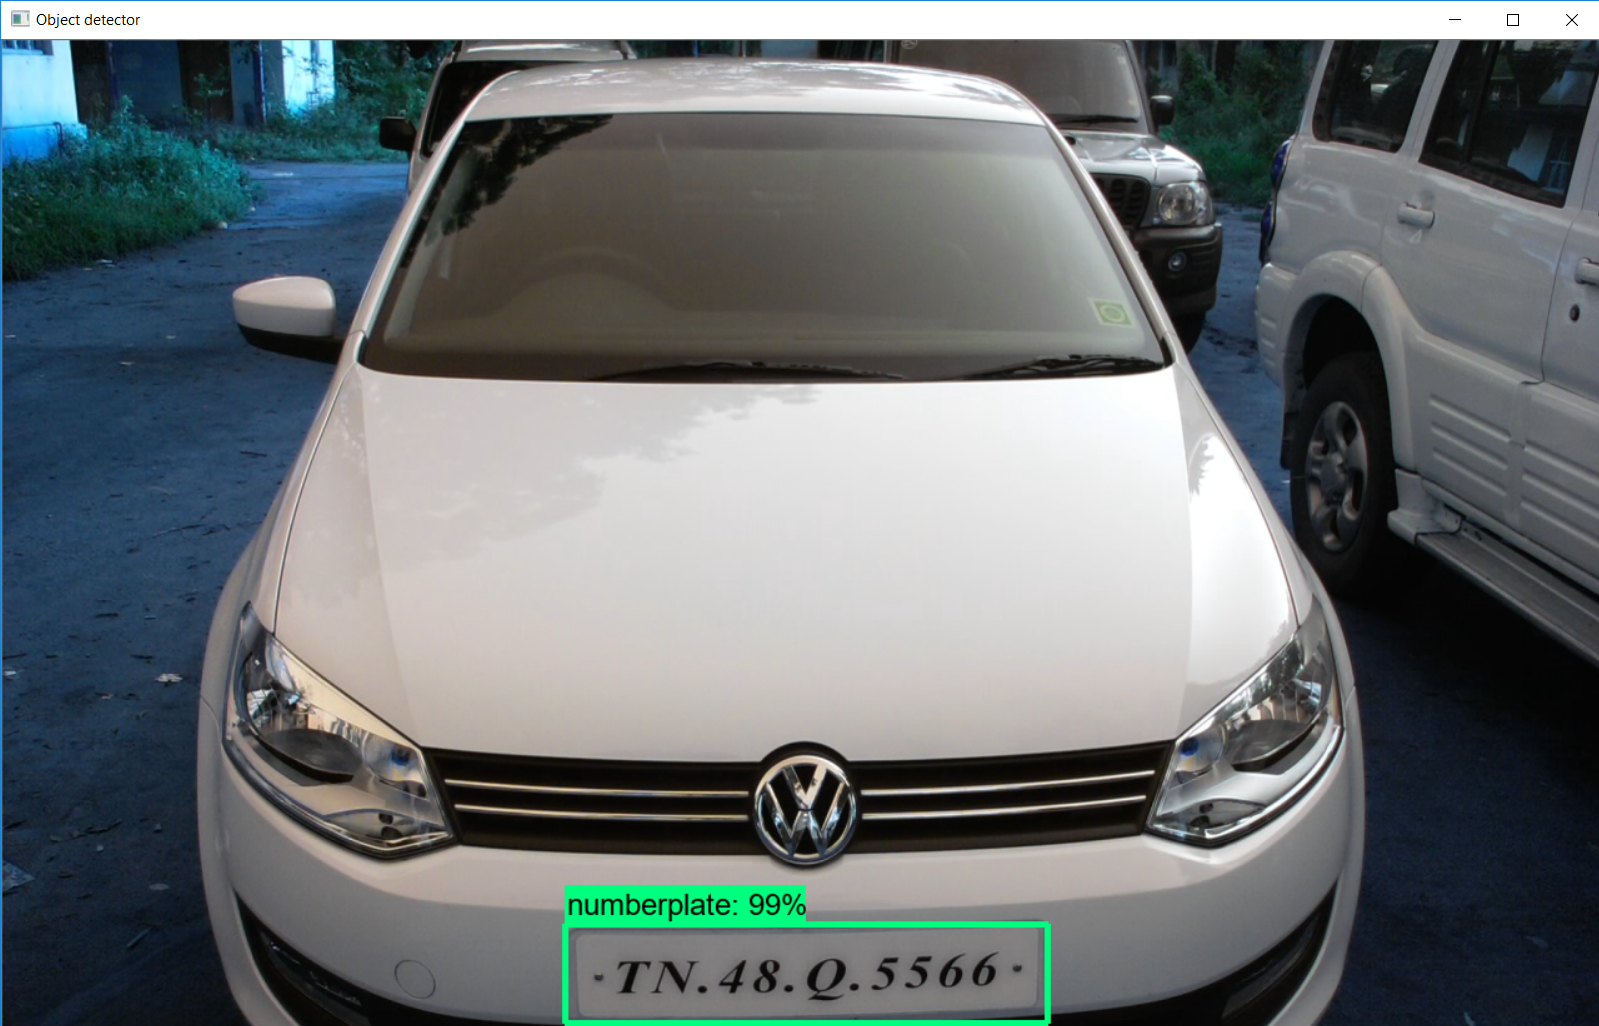 Object detector
numberplate: 99%
TN.48.Q.5566